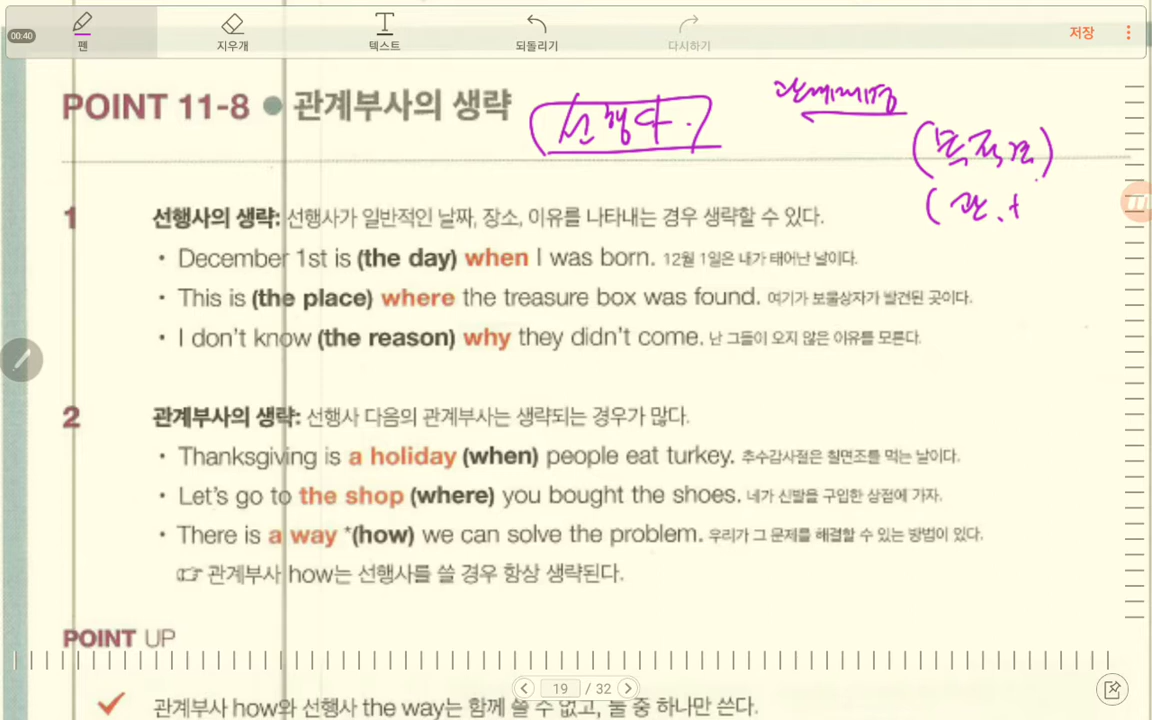 00:40
펜
지우개
텍스트
되돌리기
다시하기
저장
POINT 11-8 ● 관계부사의 생략
선행사.
관계대명
(목적격)
(관.+
1 선행사의 생략: 선행사가 일반적인 날짜, 장소, 이유를 나타내는 경우 생략할 수 있다.
• December 1st is (the day) when I was born. 12월 1일은 내가 태어난 날이다.
• This is (the place) where the treasure box was found. 여기가 보물상자가 발견된 곳이다.
• I don't know (the reason) why they didn't come. 난 그들이 오지 않은 이유를 모른다.
2 관계부사의 생략: 선행사 다음의 관계부사는 생략되는 경우가 많다.
• Thanksgiving is a holiday (when) people eat turkey. 추수감사절은 칠면조를 먹는 날이다.
• Let's go to the shop (where) you bought the shoes. 네가 신발을 구입한 상점에 가자.
• There is a way *(how) we can solve the problem. 우리가 그 문제를 해결할 수 있는 방법이 있다.
☞ 관계부사 how는 선행사를 쓸 경우 항상 생략된다.
POINT UP
19 / 32
✓ 관계부사 how와 선행사 the way는 함께 쓸 수 없고, 둘 중 하나만 쓴다.